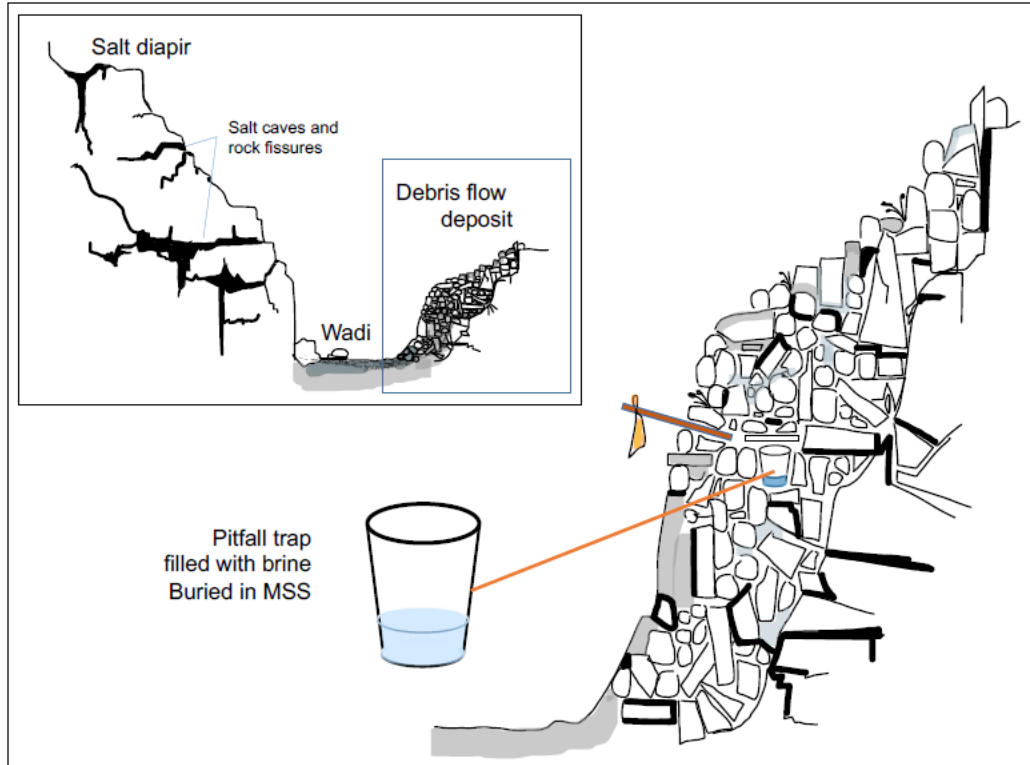 Salt diapir
Salt caves and
rock fissures
Debris flow
deposit
Wadi
Pitfall trap
filled with brine
Buried in MSS